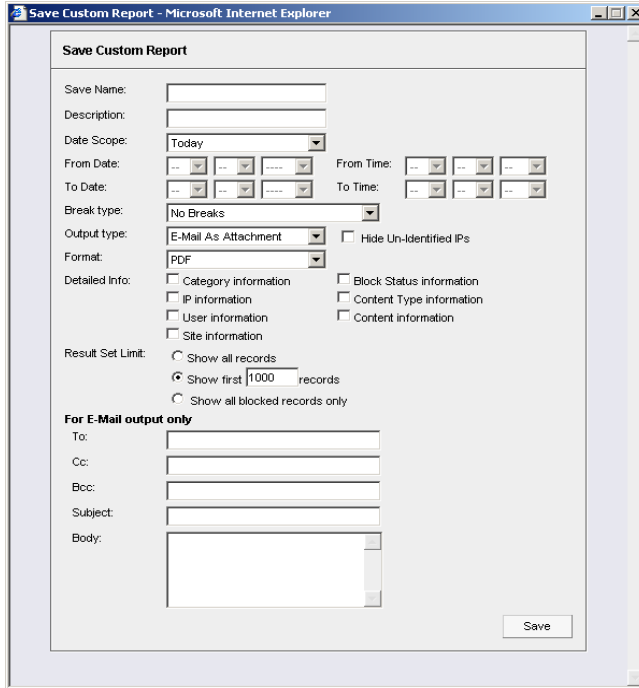 Save Custom Report - Microsoft Internet Explorer
Save Custom Report
Save Name:
Description:
Date Scope: Today
From Date: -- -- ---- From Time: -- -- --
To Date: -- -- ---- To Time: -- -- --
Break type: No Breaks
Output type: E-Mail As Attachment Hide Un-Identified IPs
Format: PDF
Detailed Info: Category information Block Status information
IP information Content Type information
User information Content information
Site information
Result Set Limit: Show all records
Show first 1000 records
Show all blocked records only
For E-Mail output only
To:
Cc:
Bcc:
Subject:
Body:
Save